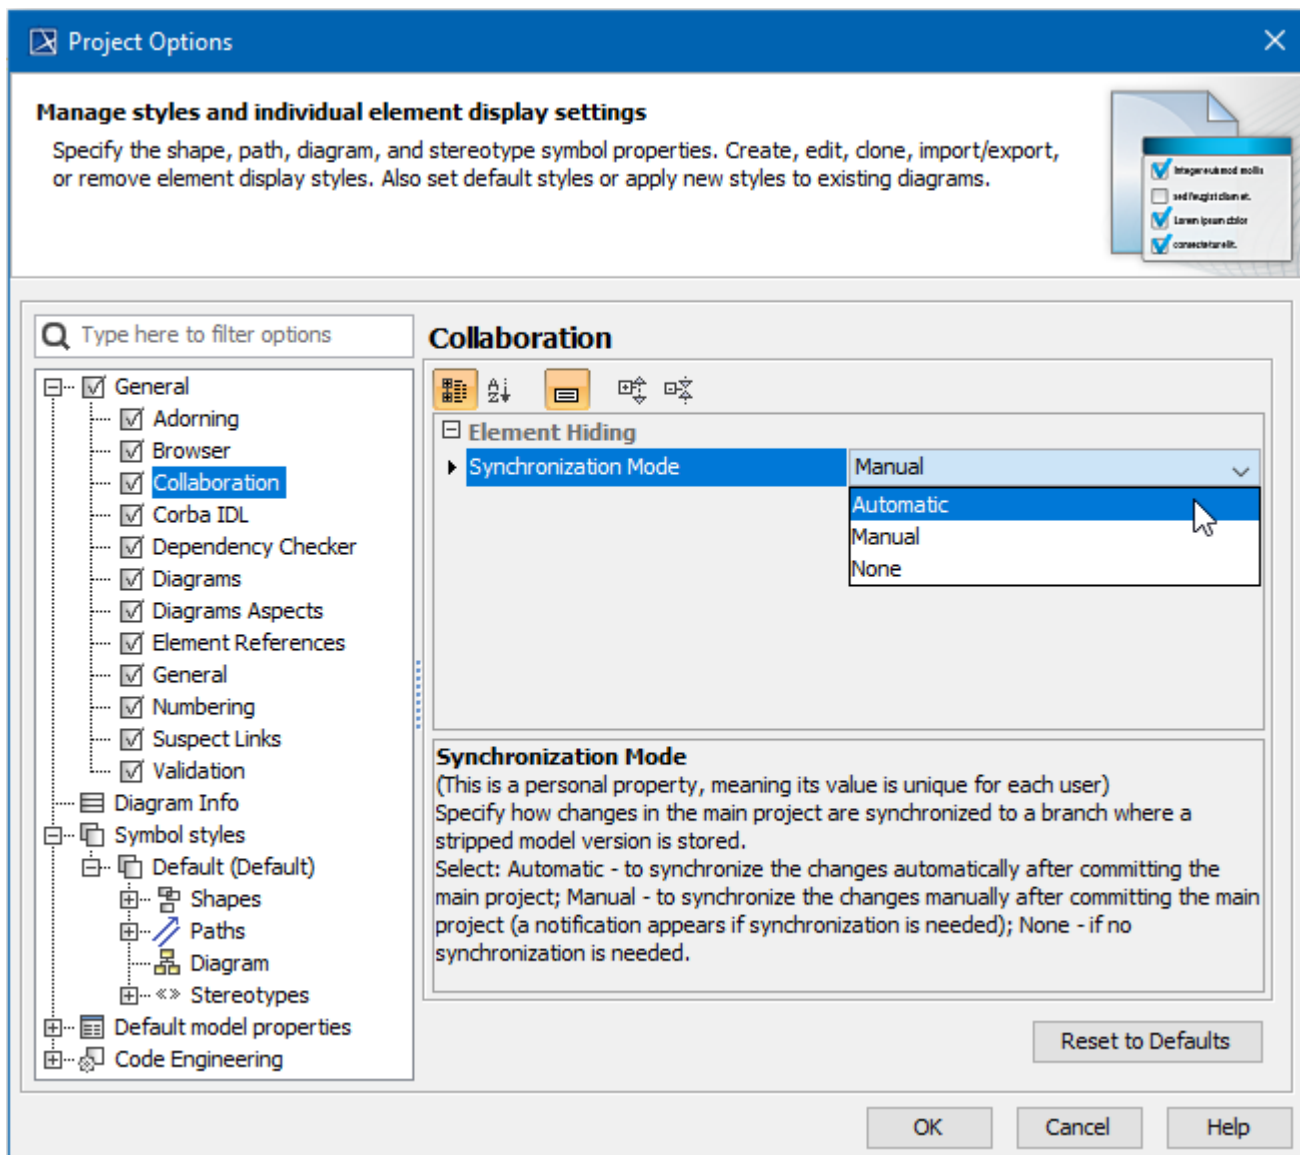 Project Options
Manage styles and individual element display settings
Specify the shape, path, diagram, and stereotype symbol properties. Create, edit, clone, import/export,
or remove element display styles. Also set default styles or apply new styles to existing diagrams.
Type here to filter options
General
Adorning
Browser
Collaboration
Corba IDL
Dependency Checker
Diagrams
Diagrams Aspects
Element References
General
Numbering
Suspect Links
Validation
Diagram Info
Symbol styles
Default (Default)
Shapes
Paths
Diagram
Stereotypes
Default model properties
Code Engineering
Collaboration
Element Hiding
Synchronization Mode
Manual
Automatic
Manual
None
Synchronization Mode
(This is a personal property, meaning its value is unique for each user)
Specify how changes in the main project are synchronized to a branch where a
stripped model version is stored.
Select: Automatic - to synchronize the changes automatically after committing the
main project; Manual - to synchronize the changes manually after committing the main
project (a notification appears if synchronization is needed); None - if no
synchronization is needed.
Reset to Defaults
OK
Cancel
Help